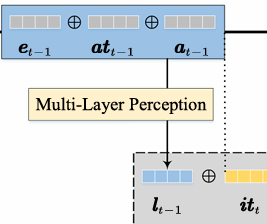 ⊕ ⊕
e_{t−1} at_{t−1} a_{t−1}
Multi-Layer Perception
⊕
l_{t−1} it_t